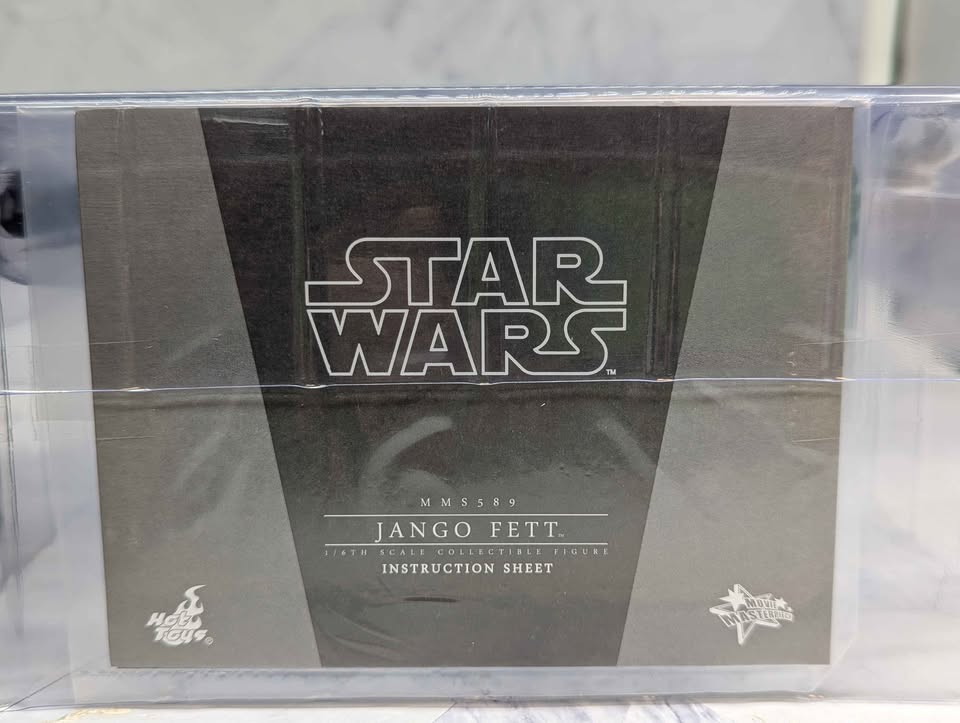 STAR
WARS
TM
MMS589
JANGO FETT™
1/6TH SCALE COLLECTIBLE FIGURE
INSTRUCTION SHEET
Hot
Toys®
MOVIE
MASTERPIECE